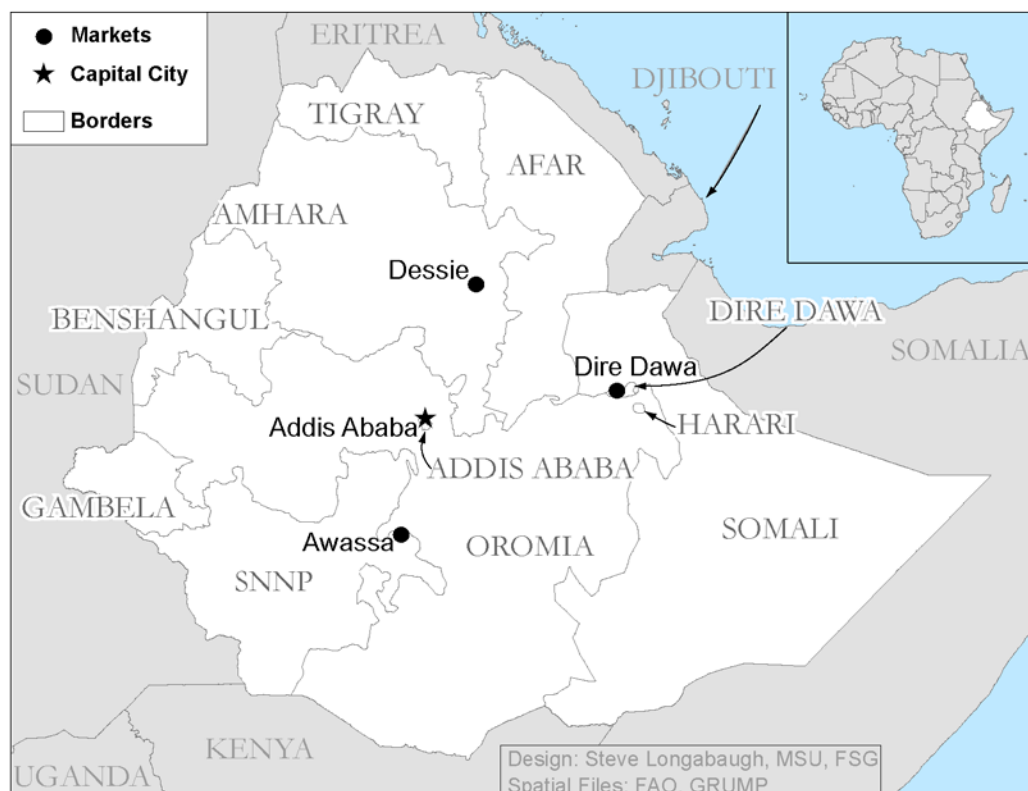 Markets
Capital City
Borders
ERITREA
DJIBOUTI
TIGRAY
AFAR
AMHARA
Dessie
BENSHANGUL
DIRE DAWA
SOMALIA
SUDAN
Dire Dawa
Addis Ababa
HARARI
ADDIS ABABA
GAMBELA
SOMALI
Awassa
OROMIA
SNNP
KENYA
UGANDA
Design: Steve Longabaugh, MSU, FSG
Spatial Files: FAO, GRUMP